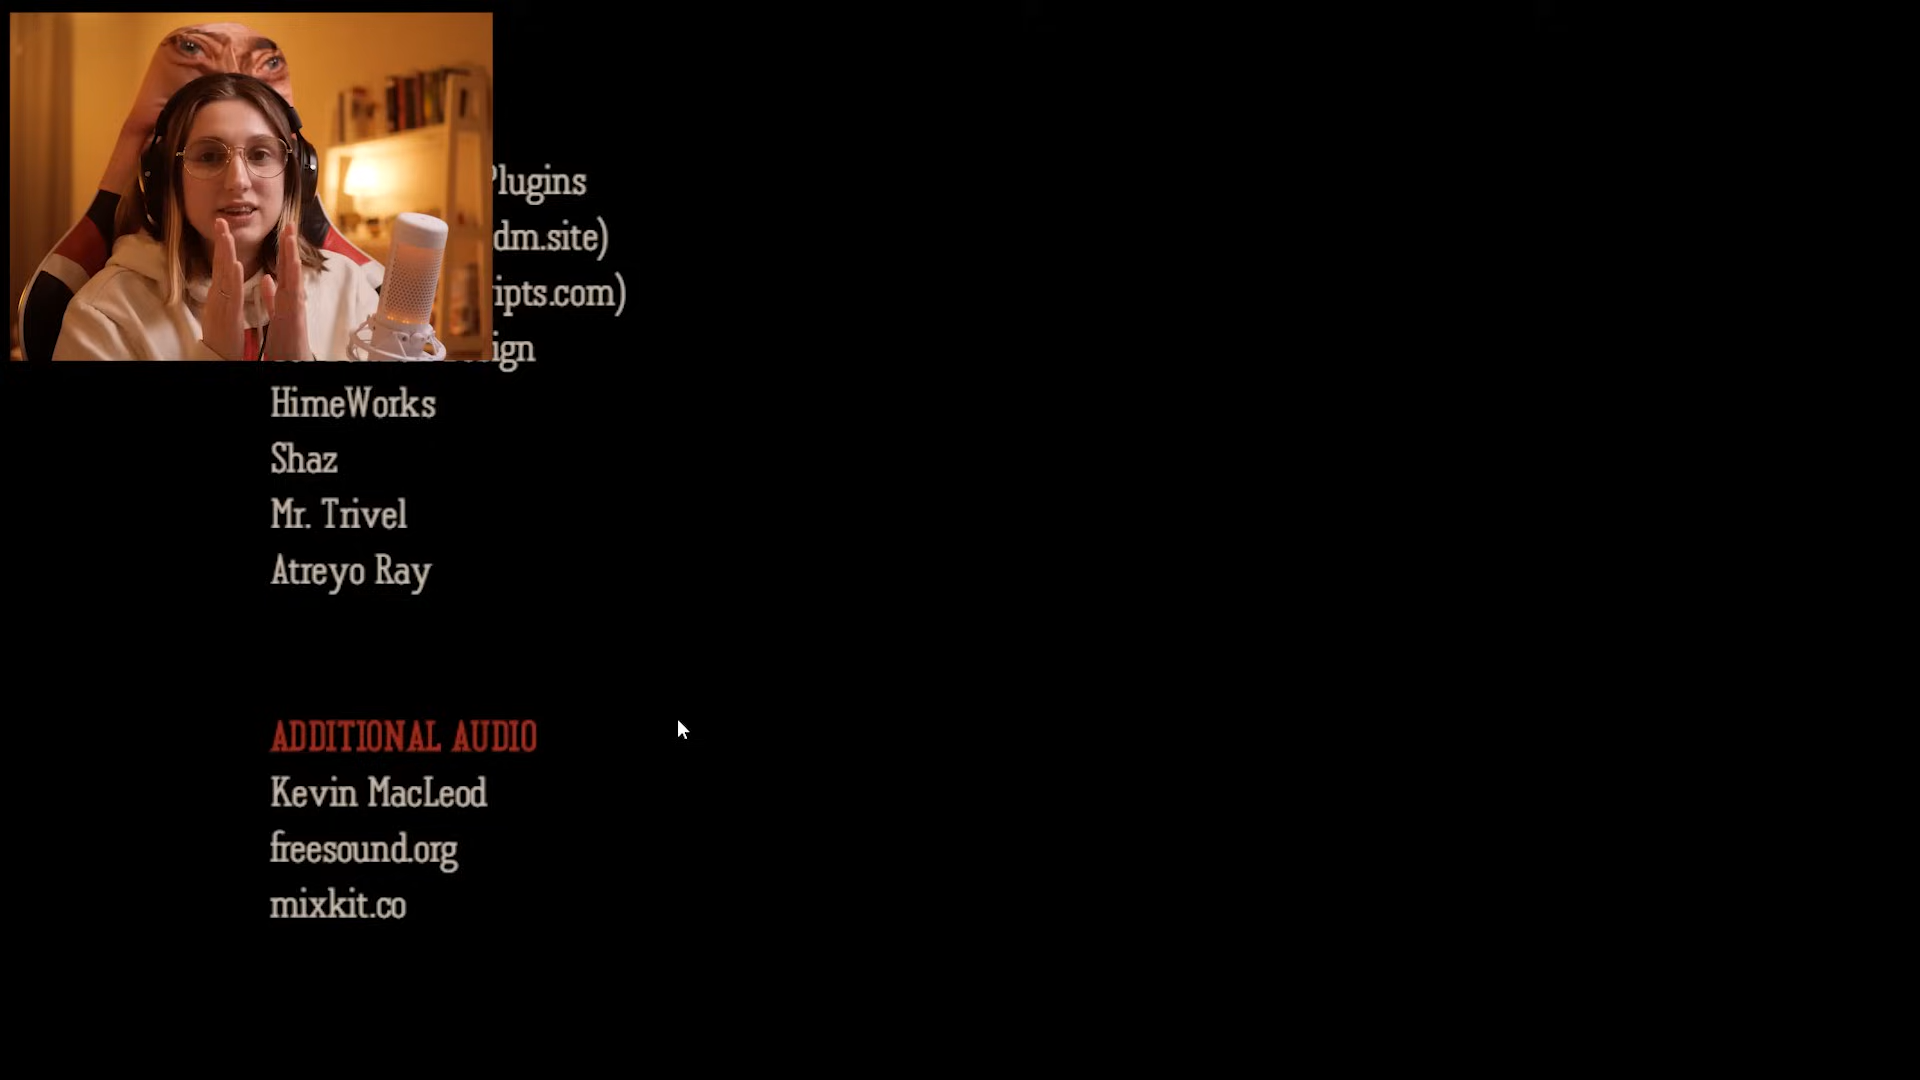 Plugins
dm.site)
ipts.com)
ign
HimeWorks
Shaz
Mr. Trivel
Atreyo Ray
ADDITIONAL AUDIO
Kevin MacLeod
freesound.org
mixkit.co